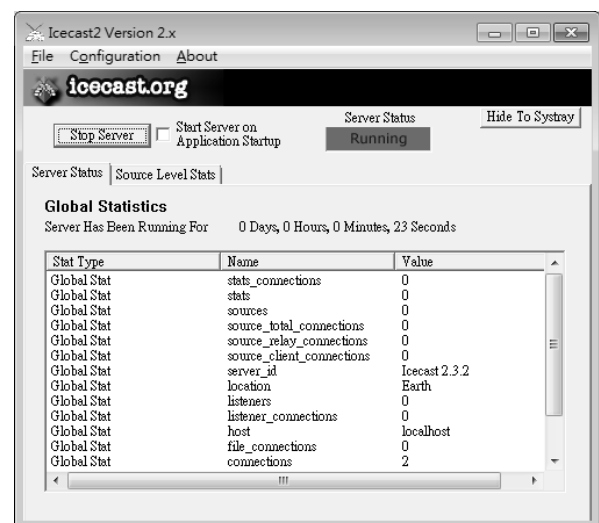 Icecast2 Version 2.x
File Configuration About
icecast.org
Stop Server
Start Server on
Application Startup
Server Status
Running
Hide To Systray
Server Status Source Level Stats
Global Statistics
Server Has Been Running For 0 Days, 0 Hours, 0 Minutes, 23 Seconds
Stat Type Name Value
Global Stat stats_connections 0
Global Stat stats 0
Global Stat sources 0
Global Stat source_total_connections 0
Global Stat source_relay_connections 0
Global Stat source_client_connections 0
Global Stat server_id Icecast 2.3.2
Global Stat location Earth
Global Stat listeners 0
Global Stat listener_connections 0
Global Stat host localhost
Global Stat file_connections 0
Global Stat connections 2